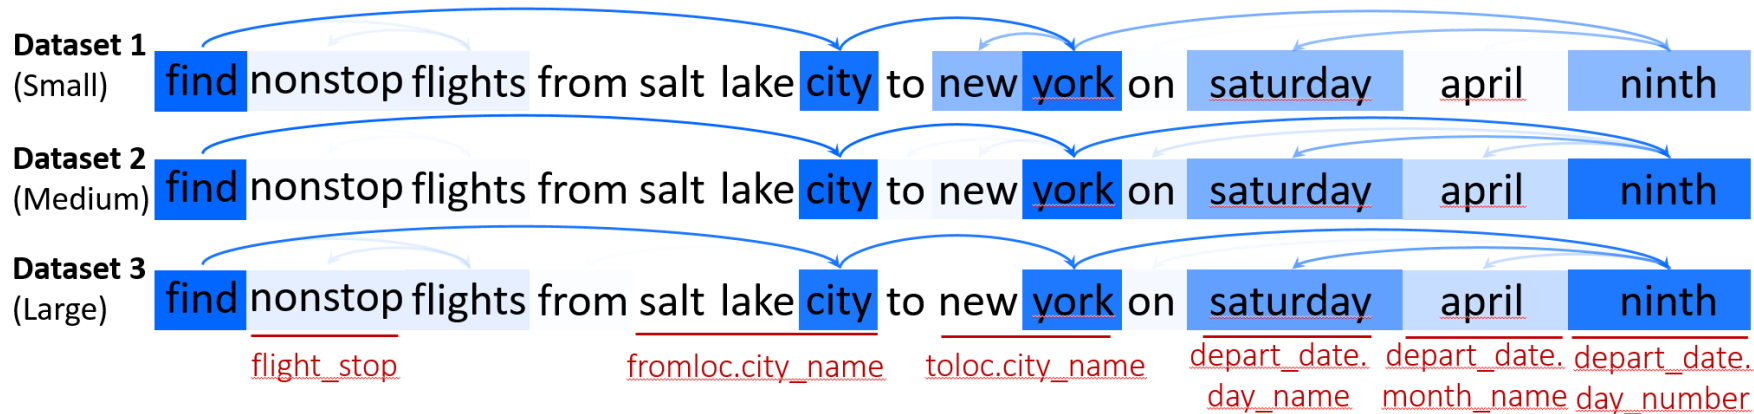 Dataset 1
(Small)
find nonstop flights from salt lake city to new york on saturday april ninth
Dataset 2
(Medium)
find nonstop flights from salt lake city to new york on saturday april ninth
Dataset 3
(Large)
find nonstop flights from salt lake city to new york on saturday april ninth
flight_stop
fromloc.city_name
toloc.city_name
depart_date.
day_name
depart_date.
month_name
depart_date.
day_number